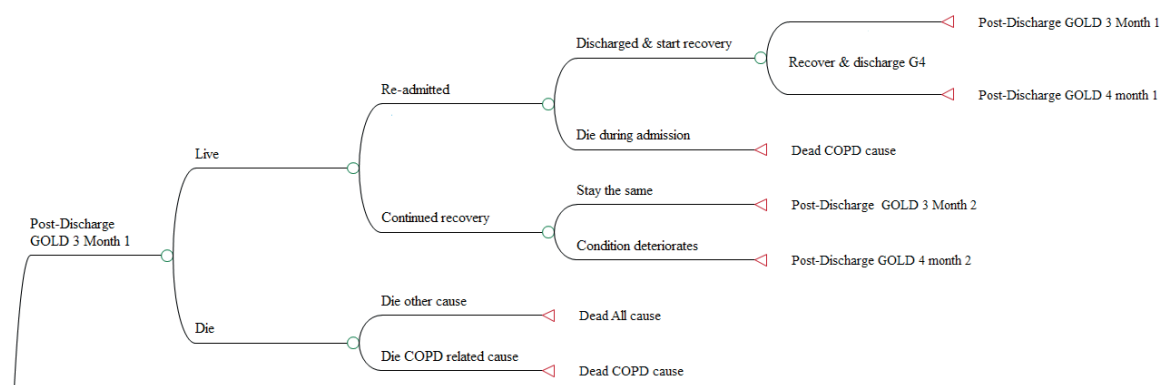 Post-Discharge GOLD 3 Month 1
Discharged & start recovery
Recover & discharge G4
Re-admitted
Post-Discharge GOLD 4 month 1
Die during admission
Dead COPD cause
Live
Stay the same
Post-Discharge  GOLD 3 Month 2
Continued recovery
Post-Discharge
GOLD 3 Month 1
Condition deteriorates
Post-Discharge GOLD 4 month 2
Die other cause
Dead All cause
Die
Die COPD related cause
Dead COPD cause